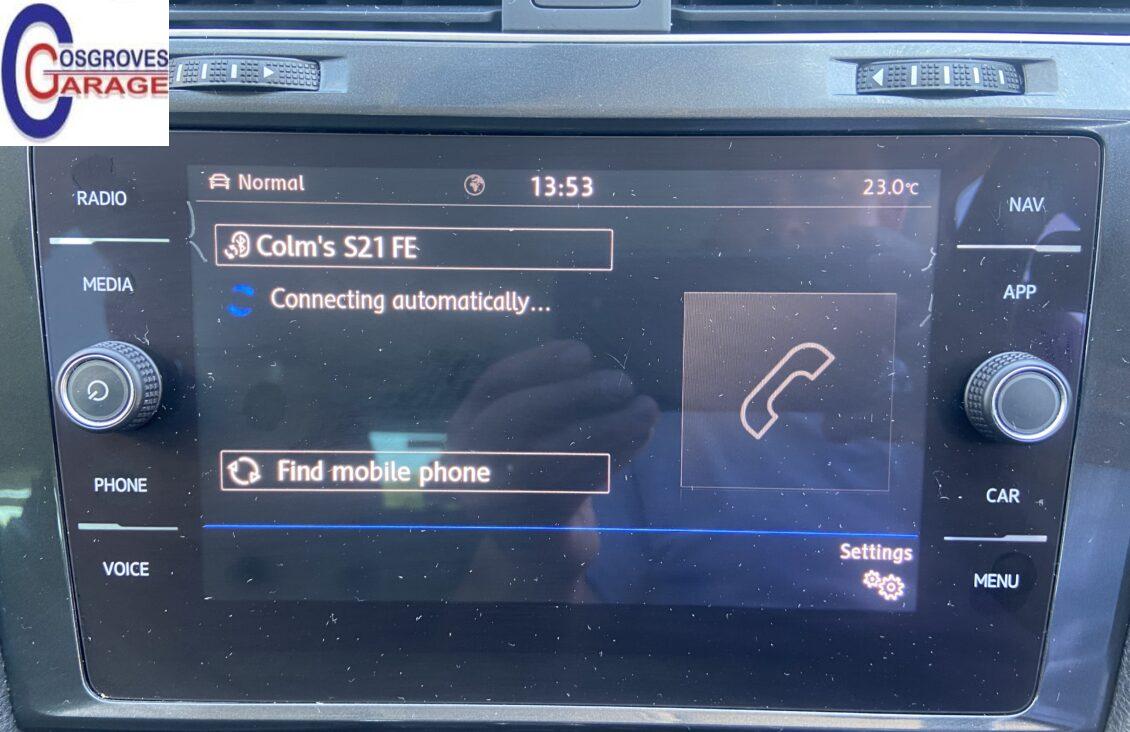 COSGROVES
GARAGE
Normal
13:53
23.0°C
RADIO
NAV
Colm's S21 FE
MEDIA
Connecting automatically...
APP
Find mobile phone
PHONE
CAR
Settings
VOICE
MENU